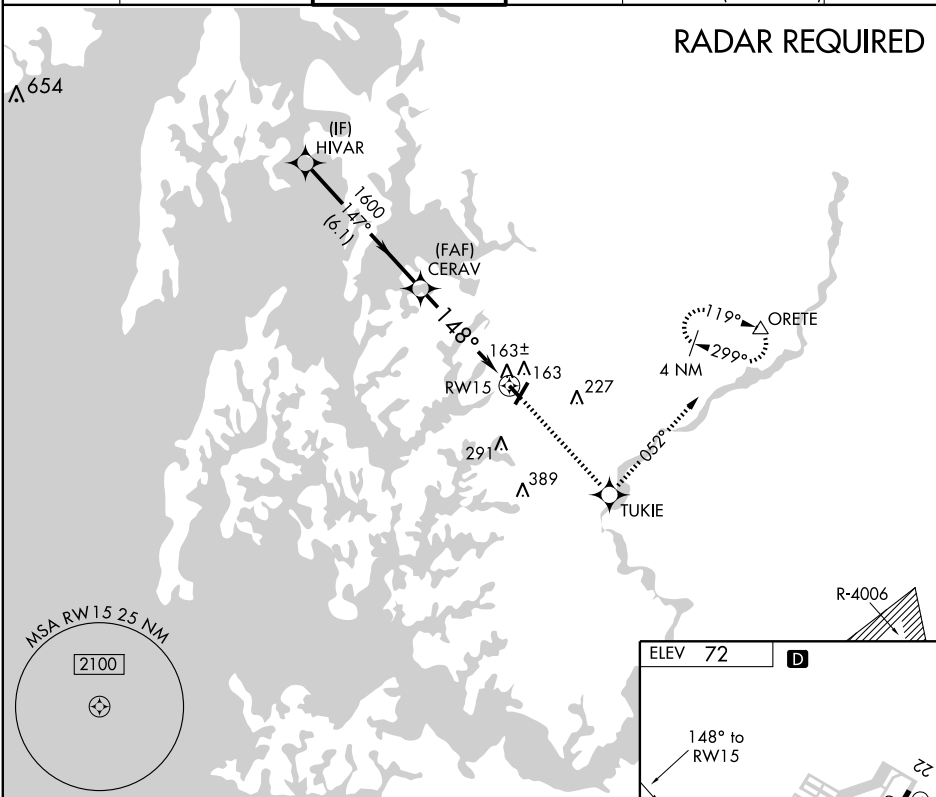 RADAR REQUIRED
654
(IF)
HIVAR
1600
147°
(6.1)
(FAF)
CERAV
148°
119°
ORETE
299°
4 NM
163±
163
RW15
227
052°
291
389
TUKIE
R-4006
MSA RW15 25 NM
2100
ELEV 72
D
148° to
RW15
22